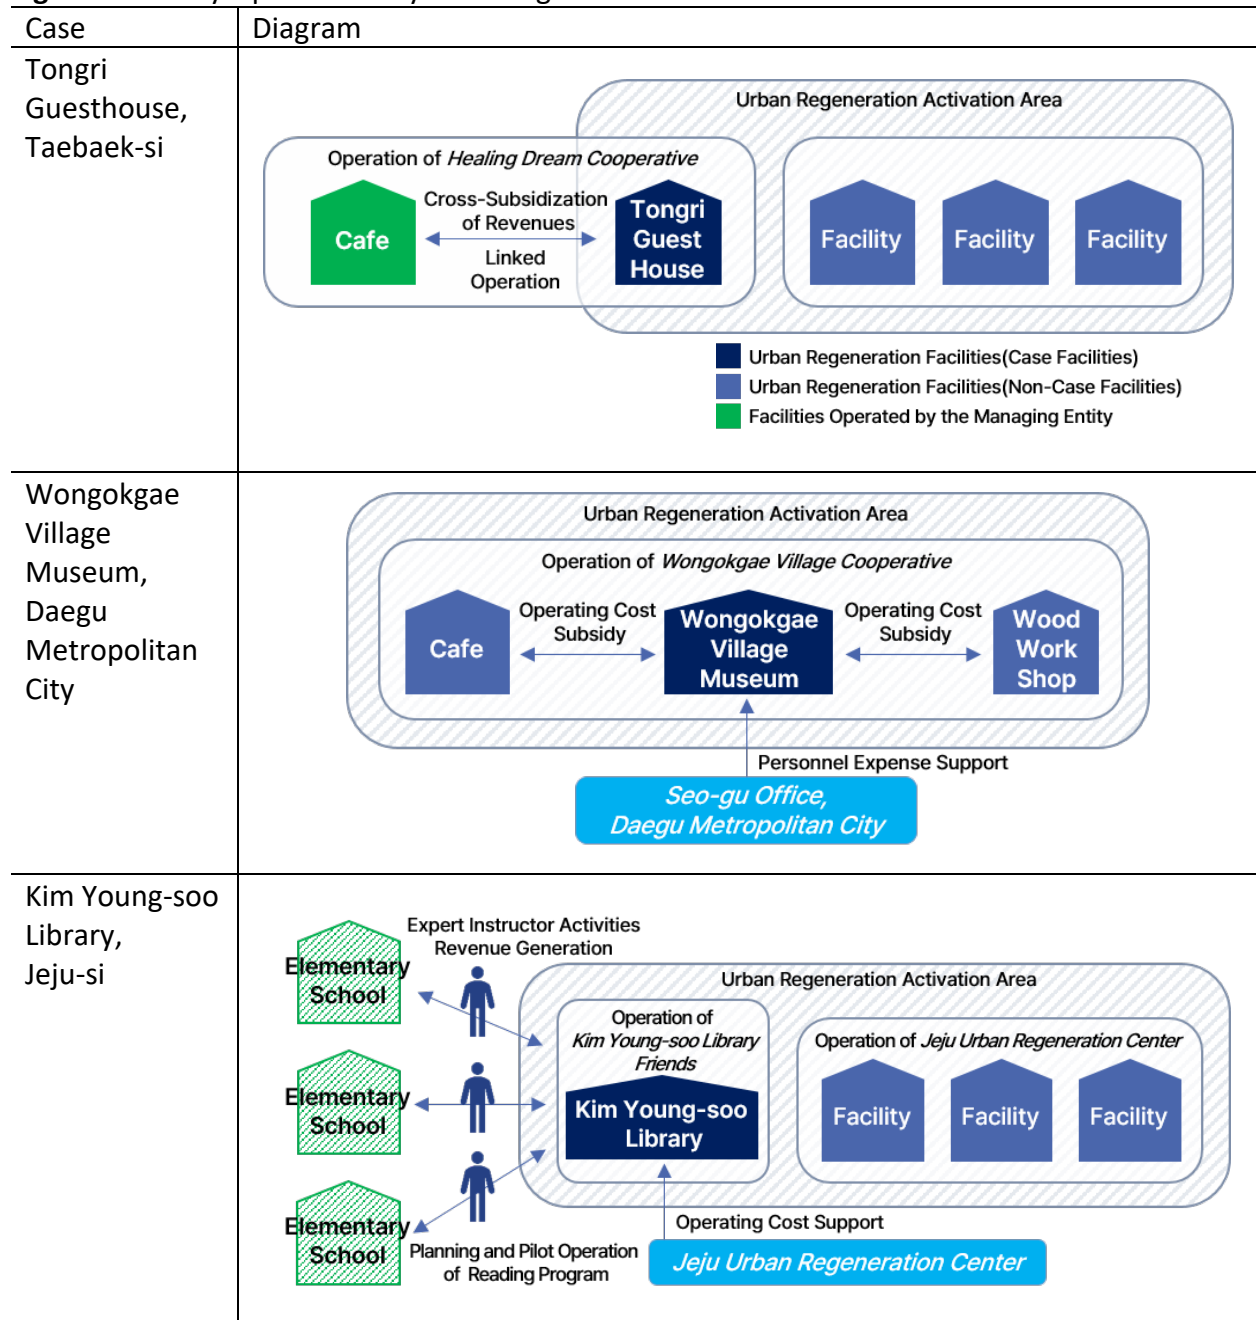 Case
Diagram
Tongri
Guesthouse,
Taebaek-si
Urban Regeneration Activation Area
Operation of Healing Dream Cooperative
Cafe
Cross-Subsidization
of Revenues
Linked
Operation
Tongri
Guest
House
Facility
Facility
Facility
Urban Regeneration Facilities(Case Facilities)
Urban Regeneration Facilities(Non-Case Facilities)
Facilities Operated by the Managing Entity
Wongokgae
Village
Museum,
Daegu
Metropolitan
City
Urban Regeneration Activation Area
Operation of Wongokgae Village Cooperative
Cafe
Operating Cost
Subsidy
Wongokgae
Village
Museum
Operating Cost
Subsidy
Wood
Work
Shop
Personnel Expense Support
Seo-gu Office,
Daegu Metropolitan City
Kim Young-soo
Library,
Jeju-si
Expert Instructor Activities
Revenue Generation
Elementary
School
Elementary
School
Elementary
School
Planning and Pilot Operation
of Reading Program
Urban Regeneration Activation Area
Operation of
Kim Young-soo Library
Friends
Kim Young-soo
Library
Operation of Jeju Urban Regeneration Center
Facility
Facility
Facility
Operating Cost Support
Jeju Urban Regeneration Center